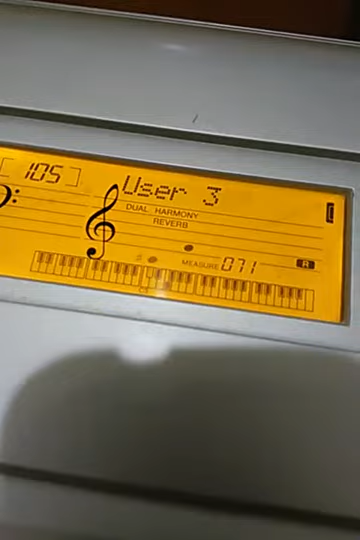 105 User 3
DUAL HARMONY
REVERB
MEASURE 071
A